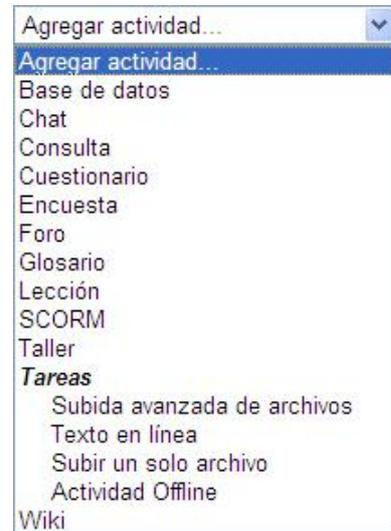 Agregar actividad...
Agregar actividad...
Base de datos
Chat
Consulta
Cuestionario
Encuesta
Foro
Glosario
Lección
SCORM
Taller
Tareas
Subida avanzada de archivos
Texto en línea
Subir un solo archivo
Actividad Offline
Wiki